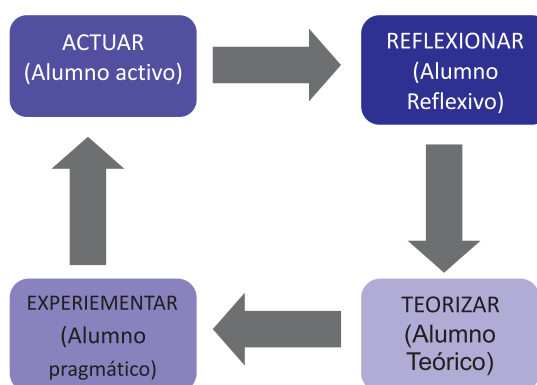 ACTUAR
(Alumno activo)
REFLEXIONAR
(Alumno
Reflexivo)
EXPERIEMENTAR
(Alumno
pragmático)
TEORIZAR
(Alumno
Teórico)